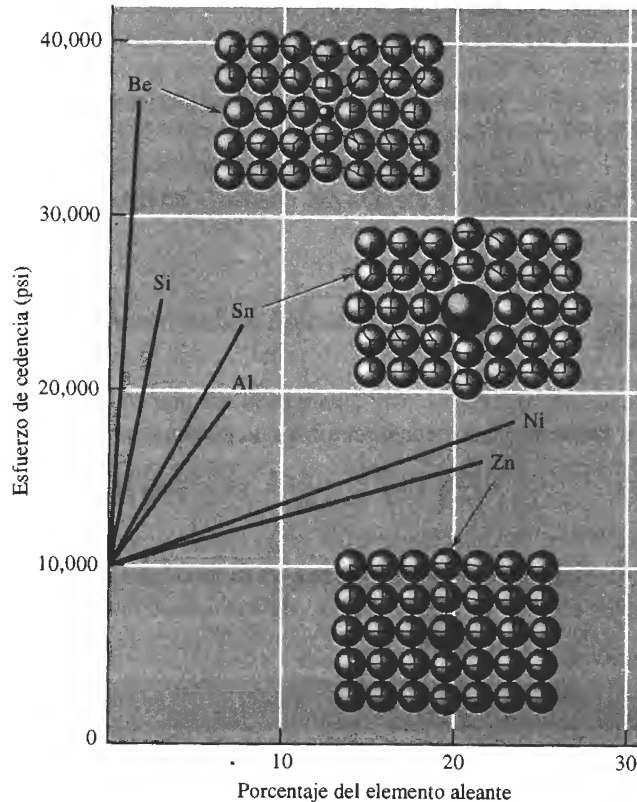 40,000
Be
30,000
Si
Sn
Esfuerzo de cedencia (psi)
20,000
Al
Ni
Zn
10,000
0
10
20
30
Porcentaje del elemento aleante